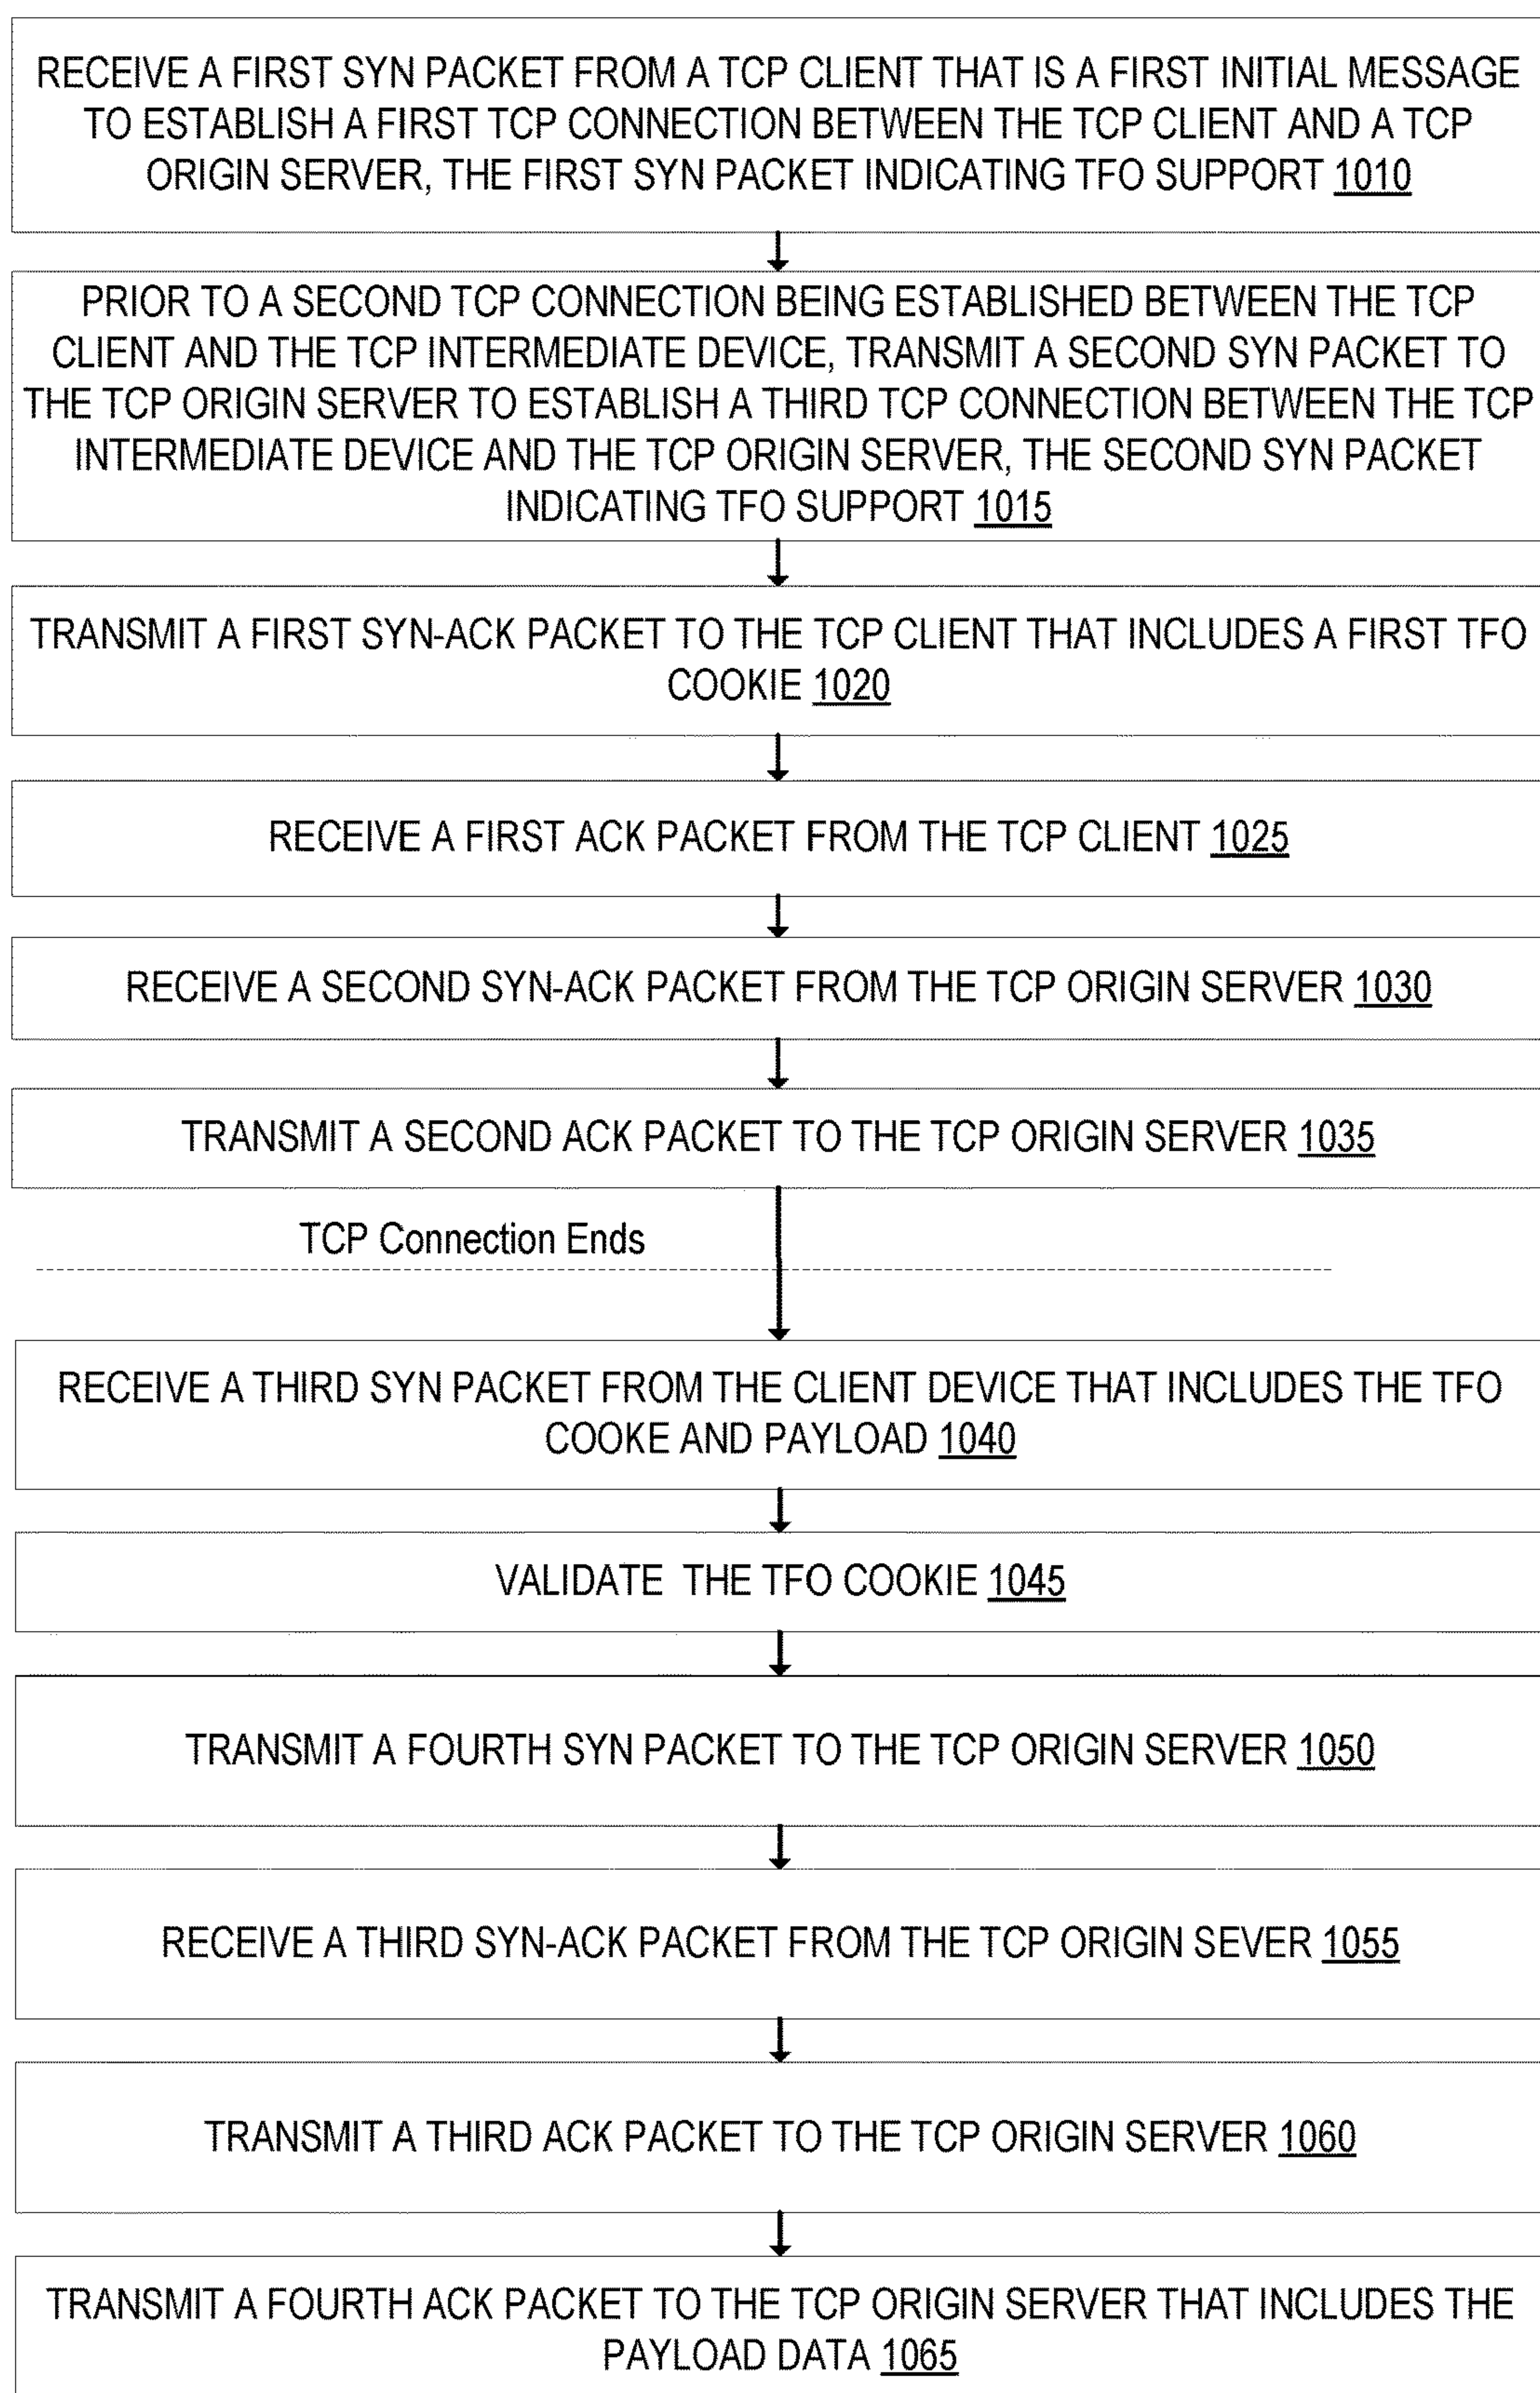 RECEIVE A FIRST SYN PACKET FROM A TCP CLIENT THAT IS A FIRST INITIAL MESSAGE
TO ESTABLISH A FIRST TCP CONNECTION BETWEEN THE TCP CLIENT AND A TCP
ORIGIN SERVER, THE FIRST SYN PACKET INDICATING TFO SUPPORT 1010
PRIOR TO A SECOND TCP CONNECTION BEING ESTABLISHED BETWEEN THE TCP
CLIENT AND THE TCP INTERMEDIATE DEVICE, TRANSMIT A SECOND SYN PACKET TO
THE TCP ORIGIN SERVER TO ESTABLISH A THIRD TCP CONNECTION BETWEEN THE TCP
INTERMEDIATE DEVICE AND THE TCP ORIGIN SERVER, THE SECOND SYN PACKET
INDICATING TFO SUPPORT 1015
TRANSMIT A FIRST SYN-ACK PACKET TO THE TCP CLIENT THAT INCLUDES A FIRST TFO
COOKIE 1020
RECEIVE A FIRST ACK PACKET FROM THE TCP CLIENT 1025
RECEIVE A SECOND SYN-ACK PACKET FROM THE TCP ORIGIN SERVER 1030
TRANSMIT A SECOND ACK PACKET TO THE TCP ORIGIN SERVER 1035
TCP Connection Ends
RECEIVE A THIRD SYN PACKET FROM THE CLIENT DEVICE THAT INCLUDES THE TFO
COOKE AND PAYLOAD 1040
VALIDATE THE TFO COOKIE 1045
TRANSMIT A FOURTH SYN PACKET TO THE TCP ORIGIN SERVER 1050
RECEIVE A THIRD SYN-ACK PACKET FROM THE TCP ORIGIN SEVER 1055
TRANSMIT A THIRD ACK PACKET TO THE TCP ORIGIN SERVER 1060
TRANSMIT A FOURTH ACK PACKET TO THE TCP ORIGIN SERVER THAT INCLUDES THE
PAYLOAD DATA 1065